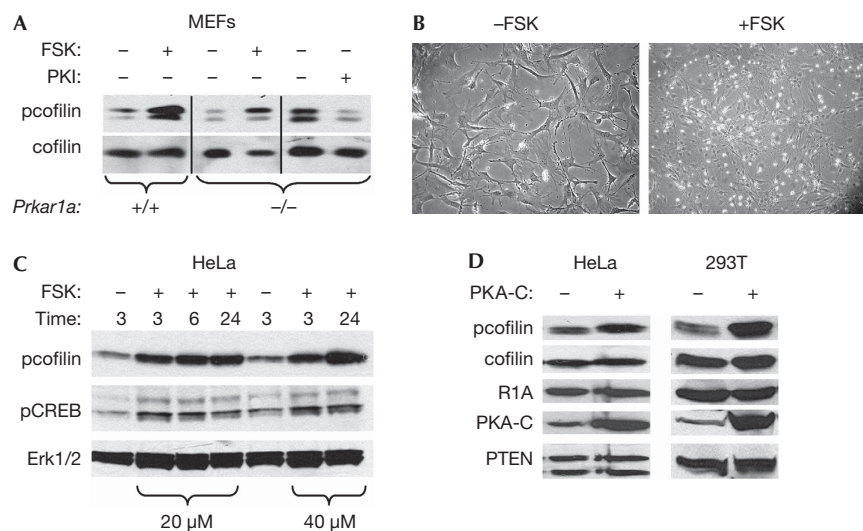 A
MEFs
FSK: – + – + – –
PKI: – – – – – +
pcofilin
cofilin
Prkar1a: +/+ –/–
B
–FSK +FSK
C
HeLa
FSK: – + + + – + +
Time: 3 3 6 24 3 3 24
pcofilin
pCREB
Erk1/2
20 µM 40 µM
D
HeLa 293T
PKA-C: – + – +
pcofilin
cofilin
R1A
PKA-C
PTEN